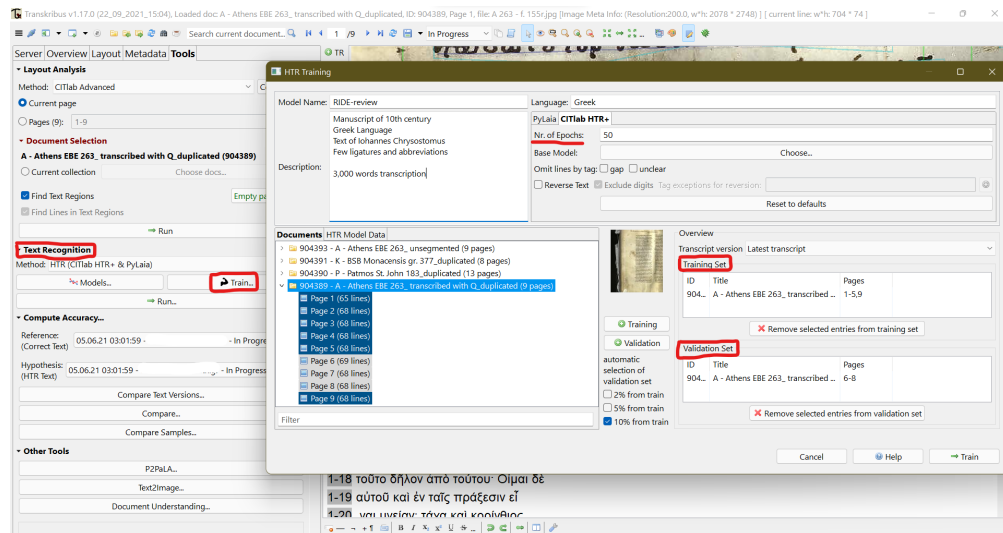 Transkribus v1.17.0 (22_09_2021_15:04), Loaded doc: A - Athens EBE 263_ transcribed with Q_duplicated, ID: 904389, Page 1, file: A 263 - f. 155r.jpg [Image Meta Info: (Resolution:200.0, w*h: 2078 * 2748) ] [ current line: w*h: 704 * 74 ]
Search current document...
1 /9
In Progress
Server Overview Layout Metadata Tools
TR
Layout Analysis
Method: CITlab Advanced
Current page
Pages (9): 1-9
Document Selection
A - Athens EBE 263_ transcribed with Q_duplicated (904389)
Current collection
Choose docs...
Find Text Regions
Empty pa
Find Lines in Text Regions
Run
Text Recognition
Method: HTR (CITlab HTR+ & PyLaia)
Models...
Train...
Run...
Compute Accuracy...
Reference:
(Correct Text)
05.06.21 03:01:59 -
- In Progre
Hypothesis:
(HTR Text)
05.06.21 03:01:59 -
- In Progress
Compare Text Versions...
Compare...
Compare Samples...
Other Tools
P2PaLA...
Text2Image...
Document Understanding...
HTR Training
Model Name: RIDE-review
Language: Greek
Description:
Manuscript of 10th century
Greek Language
Text of Iohannes Chrysostomus
Few ligatures and abbreviations
3,000 words transcription
PyLaia CITlab HTR+
Nr. of Epochs: 50
Base Model: Choose...
Omit lines by tag: gap unclear
Reverse Text Exclude digits Tag exceptions for reversion:
Reset to defaults
Documents HTR Model Data
904393 - A - Athens EBE 263_ unsegmented (9 pages)
904391 - K - BSB Monacensis gr. 377_duplicated (8 pages)
904390 - P - Patmos St. John 183_duplicated (13 pages)
904389 - A - Athens EBE 263_ transcribed with Q_duplicated (9 pages)
Page 1 (65 lines)
Page 2 (68 lines)
Page 3 (68 lines)
Page 4 (68 lines)
Page 5 (68 lines)
Page 6 (69 lines)
Page 7 (68 lines)
Page 8 (68 lines)
Page 9 (68 lines)
Filter
Training
Validation
automatic
selection of
validation set
2% from train
5% from train
10% from train
Overview
Transcript version Latest transcript
Training Set
ID Title Pages
904... A - Athens EBE 263_ transcribed ... 1-5,9
Remove selected entries from training set
Validation Set
ID Title Pages
904... A - Athens EBE 263_ transcribed ... 6-8
Remove selected entries from validation set
Cancel Help Train
1-18 τοῦτο δῆλον ἀπὸ τούτου· Οἶμαι δὲ
1-19 αὐτοῦ καὶ ἐν ταῖς πράξεσιν εἶ
1-20